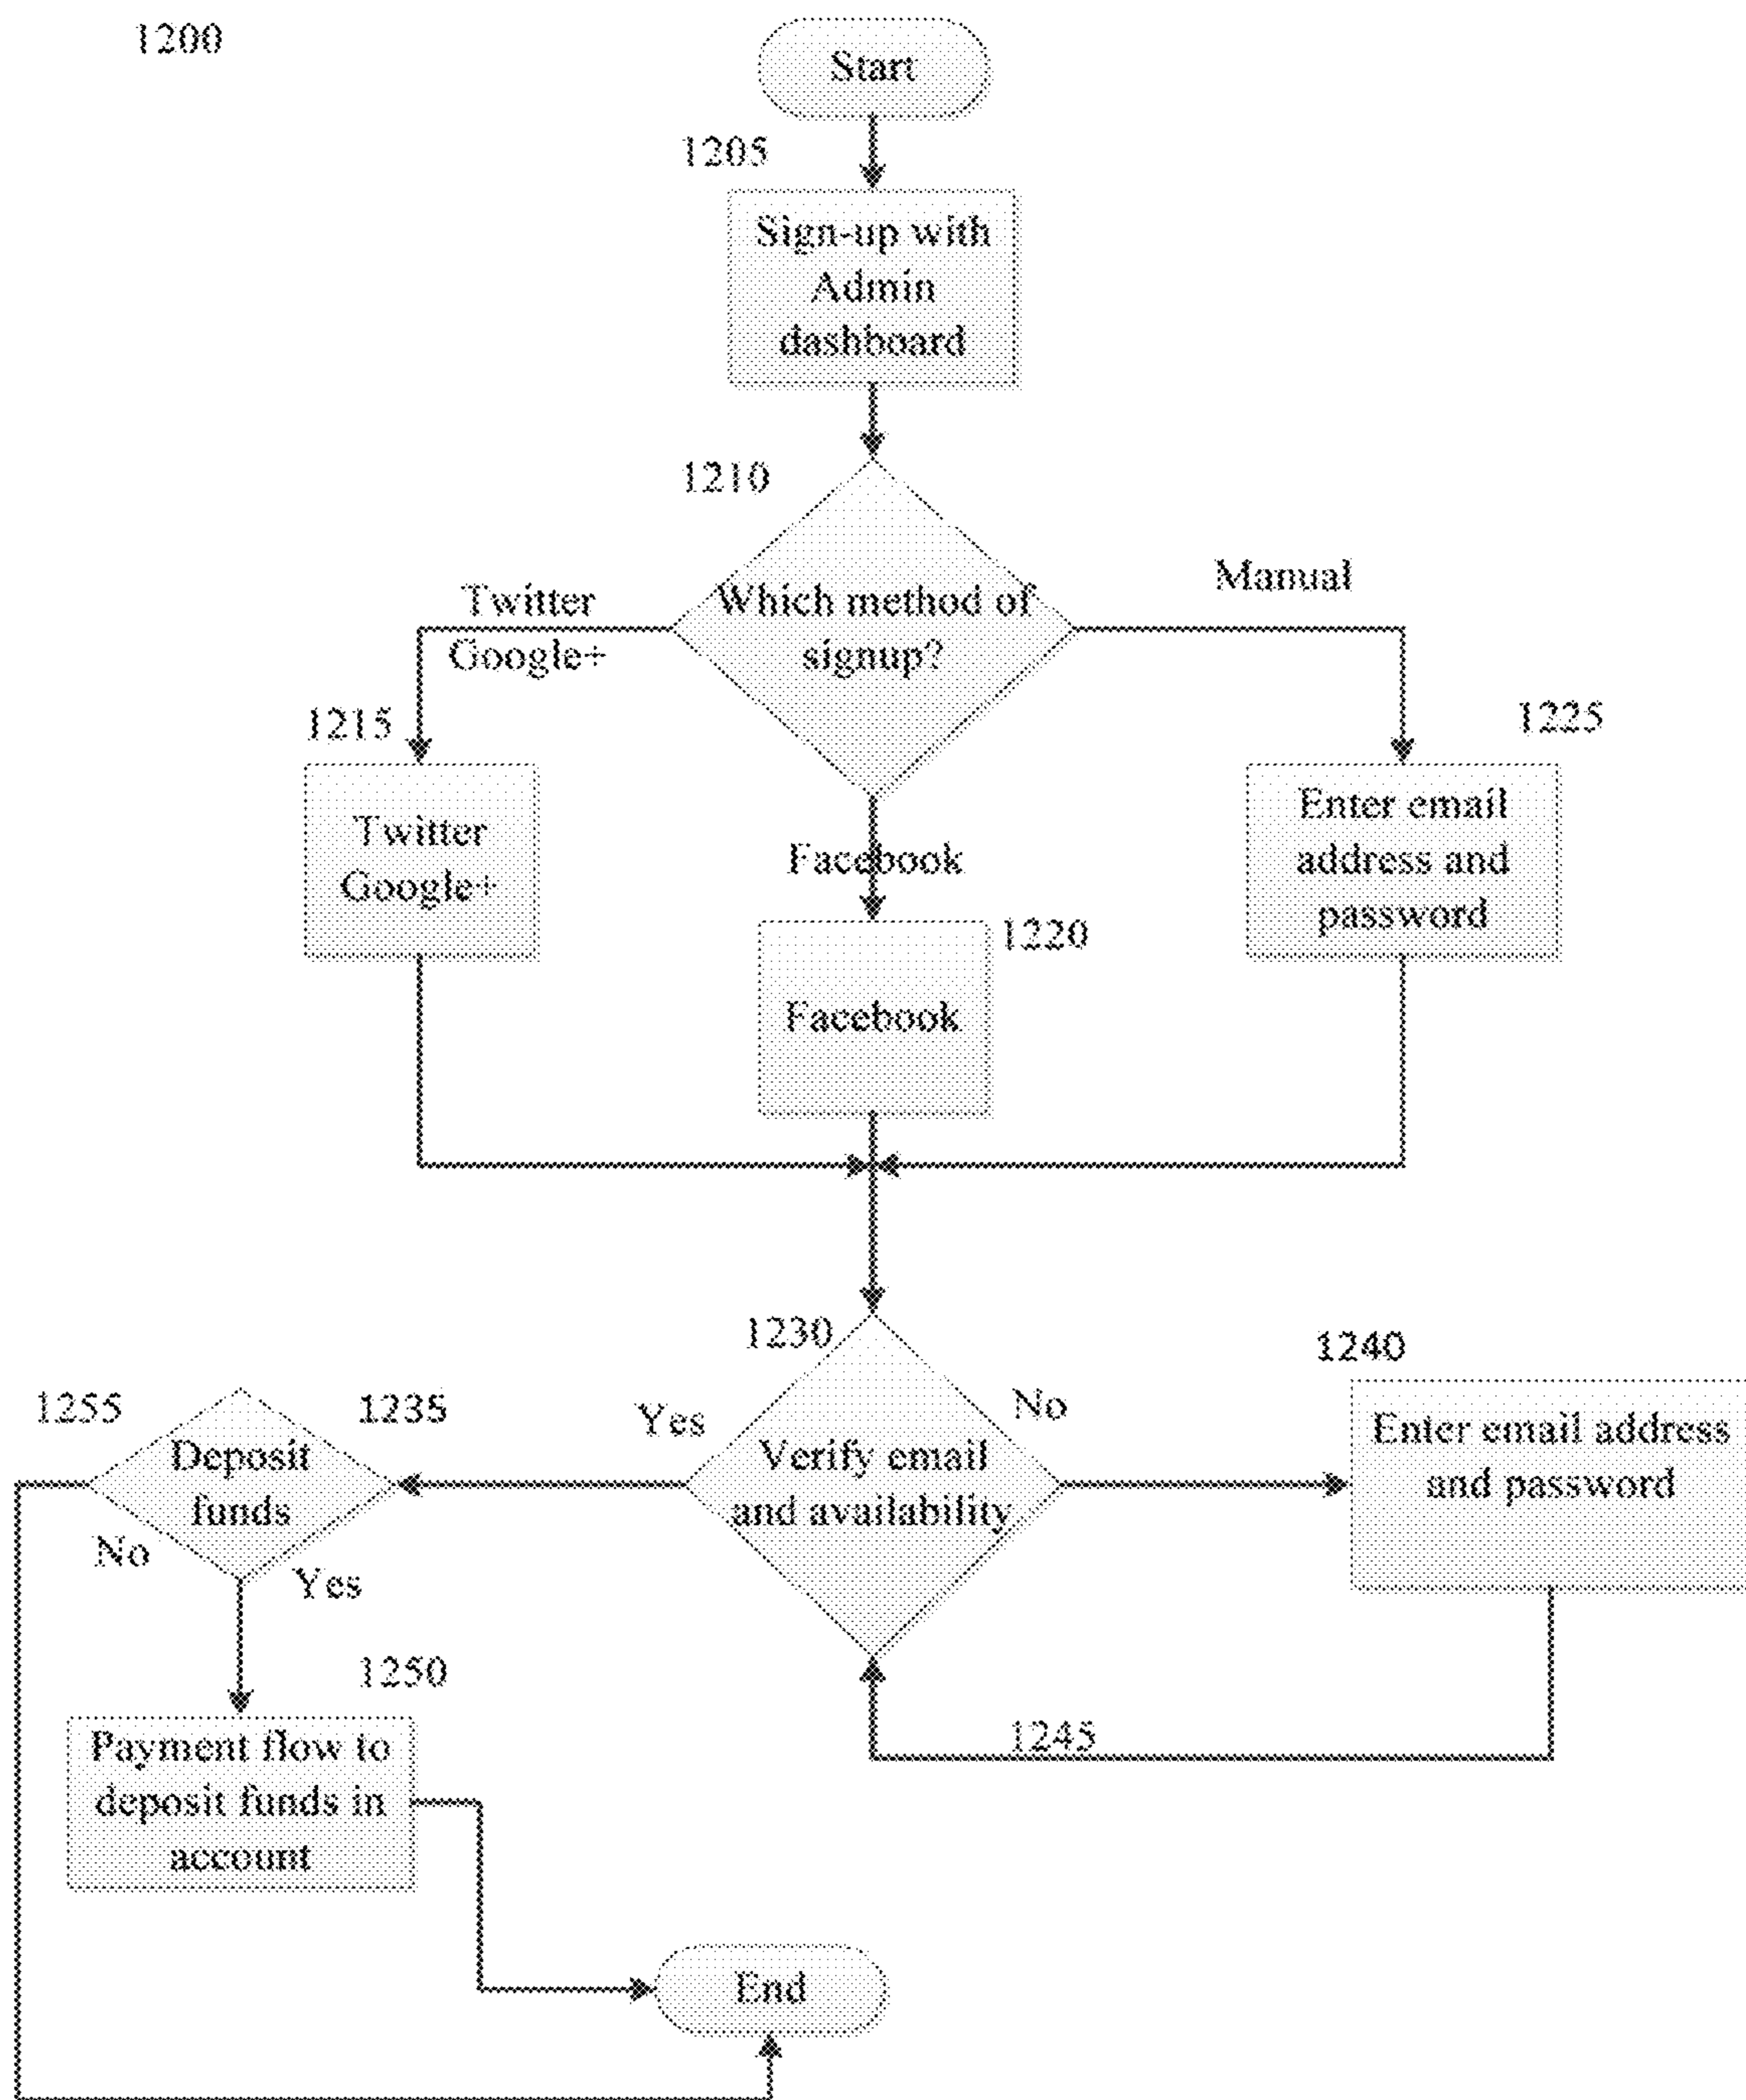 1200
Start
1205
Sign-up with
Admin
dashboard
1210
Which method of
signup?
Twitter
Google+
Manual
1215
Twitter
Google+
Facebook
1220
Facebook
1225
Enter email
address and
password
1230
Verify email
and availability
Yes
No
1240
Enter email address
and password
1245
1255
1235
Deposit
funds
No
Yes
1250
Payment flow to
deposit funds in
account
End